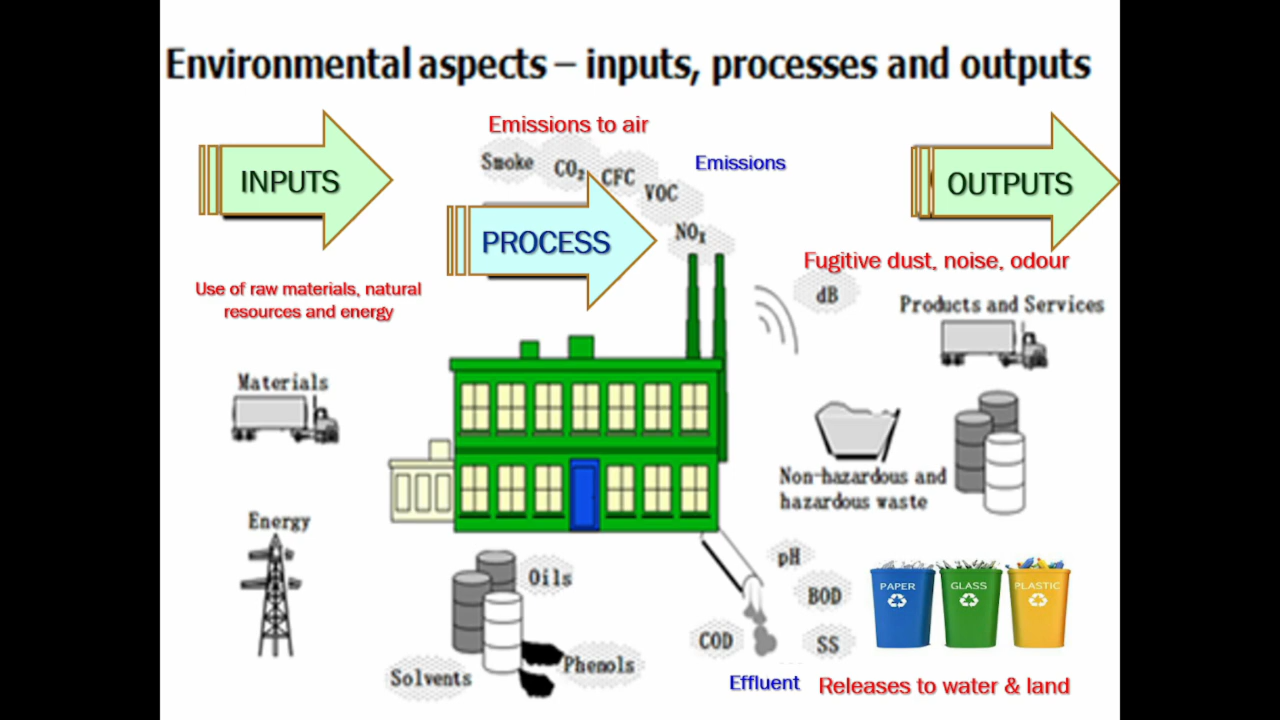 Environmental aspects – inputs, processes and outputs
INPUTS
Emissions to air
Smoke
CO₂
CFC
VOC
NOx
Emissions
PROCESS
OUTPUTS
Use of raw materials, natural
resources and energy
Fugitive dust, noise, odour
dB
Products and Services
Materials
Non-hazardous and
hazardous waste
Energy
Oils
Solvents
Phenols
pH
BOD
COD
SS
PAPER
GLASS
PLASTIC
Effluent
Releases to water & land